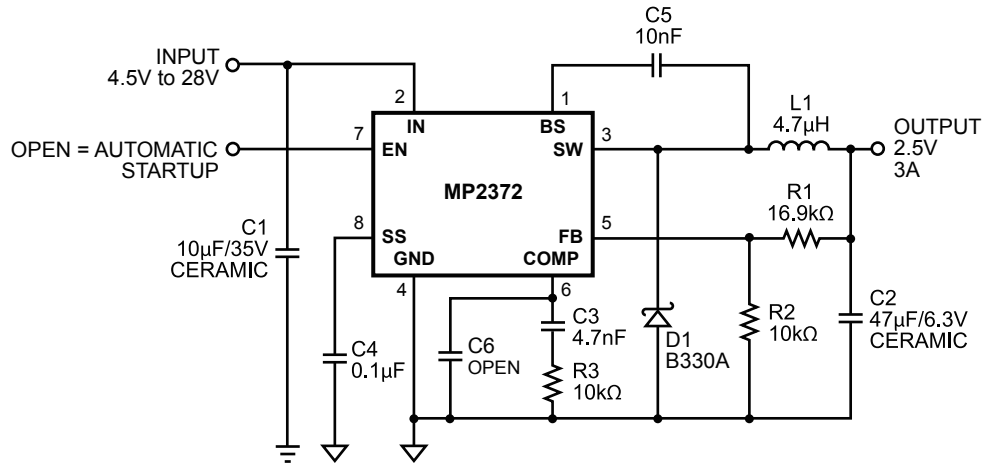 C5
10nF
INPUT
4.5V to 28V
2
1
IN
BS
L1
4.7µH
OUTPUT
2.5V
3A
7
EN
SW
3
OPEN = AUTOMATIC
STARTUP
MP2372
R1
16.9kΩ
C1
10µF/35V
CERAMIC
8
SS
FB
5
GND
COMP
4
6
C4
0.1µF
C6
OPEN
C3
4.7nF
R3
10kΩ
D1
B330A
R2
10kΩ
C2
47µF/6.3V
CERAMIC